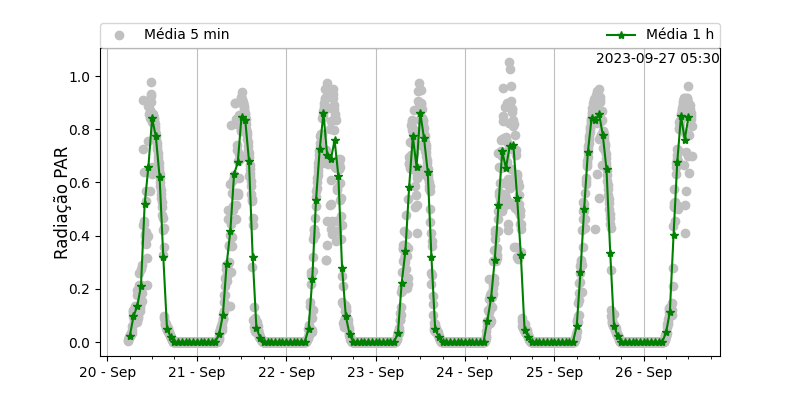 Média 5 min
Média 1 h
2023-09-27 05:30
Radiação PAR
1.0
0.8
0.6
0.4
0.2
0.0
20 - Sep
21 - Sep
22 - Sep
23 - Sep
24 - Sep
25 - Sep
26 - Sep